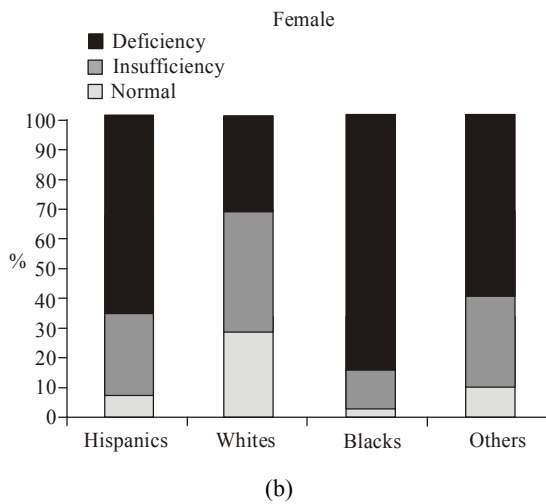 Female
Deficiency
Insufficiency
Normal
100
90
80
70
60
50
40
30
20
10
0
%
Hispanics Whites Blacks Others
(b)